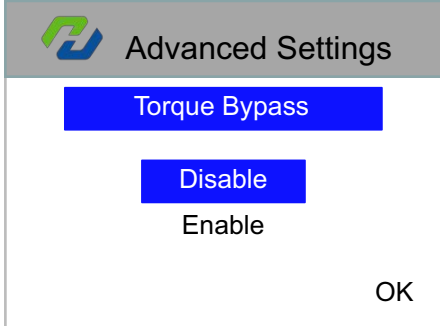 Advanced Settings
Torque Bypass
Disable
Enable
OK